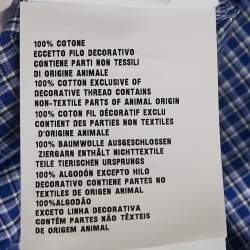 100% COTONE
ECCETTO FILO DECORATIVO
CONTIENE PARTI NON TESSILI
DI ORIGINE ANIMALE
100% COTTON EXCLUSIVE OF
DECORATIVE THREAD CONTAINS
NON-TEXTILE PARTS OF ANIMAL ORIGIN
100% COTON FIL DÉCORATIF EXCLU
CONTIENT DES PARTIES NON TEXTILES
D'ORIGINE ANIMALE
100% BAUMWOLLE AUSGESCHLOSSEN
ZIERGARN ENTHÄLT NICHTTEXTILE
TEILE TIERISCHEN URSPRUNGS
100% ALGODÓN EXCEPTO HILO
DECORATIVO CONTIENE PARTES NO
TEXTILES DE ORIGEN ANIMAL
100%ALGODÃO
EXCETO LINHA DECORATIVA
CONTÉM PARTES NÃO TÊXTEIS
DE ORIGEM ANIMAL